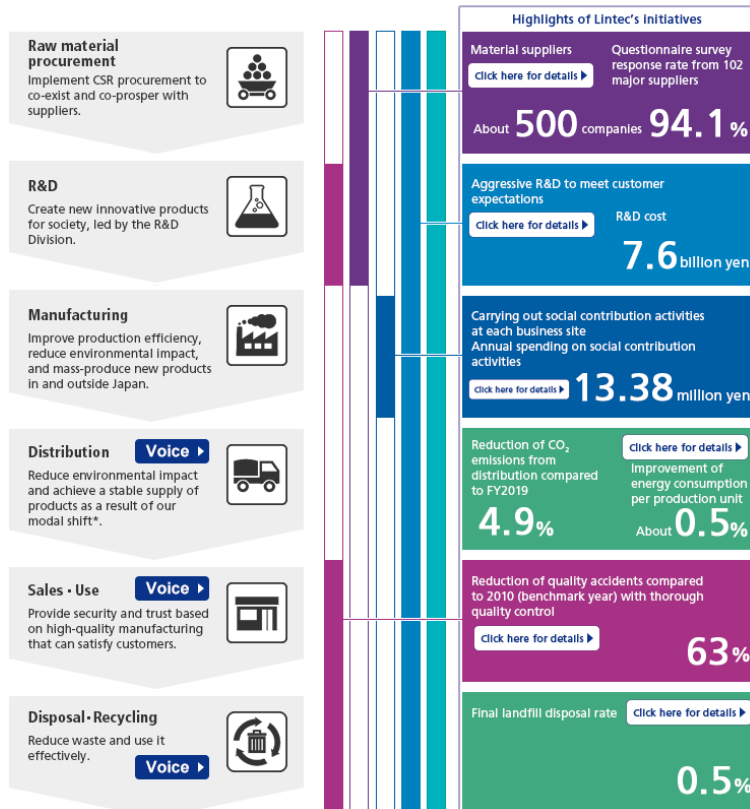 Highlights of Lintec's initiatives
Raw material
procurement
Implement CSR procurement to
co-exist and co-prosper with
suppliers.
Material suppliers
Click here for details
Questionnaire survey
response rate from 102
major suppliers
About 500 companies 94.1 %
R&D
Create new innovative products
for society, led by the R&D
Division.
Aggressive R&D to meet customer
expectations
Click here for details
R&D cost
7.6 billion yen
Manufacturing
Improve production efficiency,
reduce environmental impact,
and mass-produce new products
in and outside Japan.
Carrying out social contribution activities
at each business site
Annual spending on social contribution
activities
Click here for details
13.38 million yen
Distribution
Voice
Reduce environmental impact
and achieve a stable supply of
products as a result of our
modal shift*.
Reduction of CO₂
emissions from
distribution compared
to FY2019
4.9%
Click here for details
Improvement of
energy consumption
per production unit
About 0.5%
Sales・Use
Voice
Provide security and trust based
on high-quality manufacturing
that can satisfy customers.
Reduction of quality accidents compared
to 2010 (benchmark year) with thorough
quality control
Click here for details
63%
Disposal・Recycling
Reduce waste and use it
effectively.
Voice
Final landfill disposal rate
Click here for details
0.5%